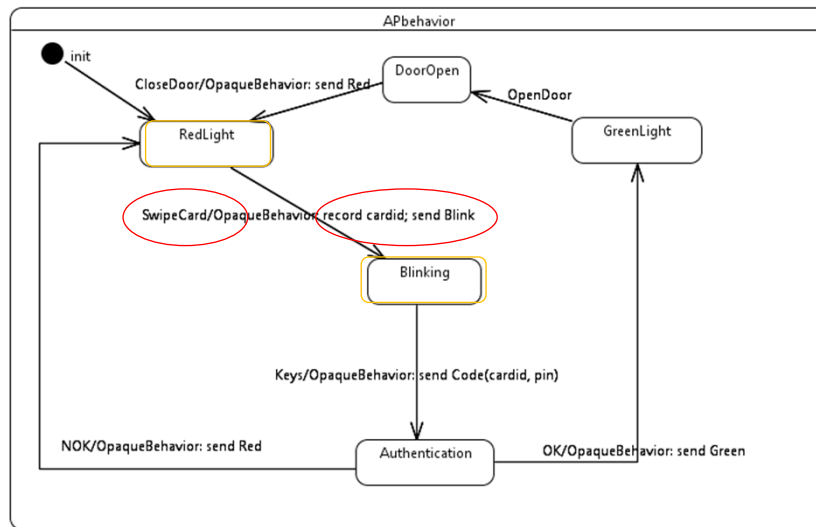 APbehavior
init
DoorOpen
CloseDoor/OpaqueBehavior: send Red
OpenDoor
GreenLight
RedLight
SwipeCard/OpaqueBehavior: record cardid; send Blink
Blinking
Keys/OpaqueBehavior: send Code(cardid, pin)
NOK/OpaqueBehavior: send Red
Authentication
OK/OpaqueBehavior: send Green